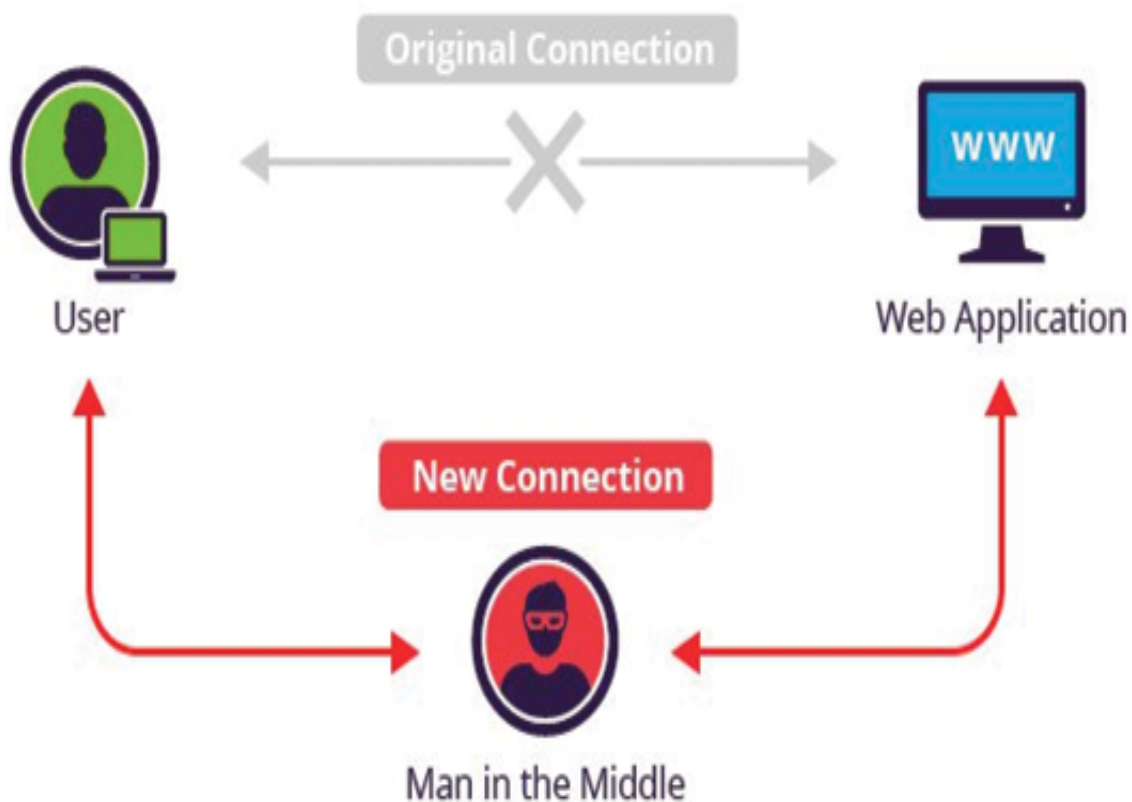 Original Connection
WWW
User
Web Application
New Connection
Man in the Middle